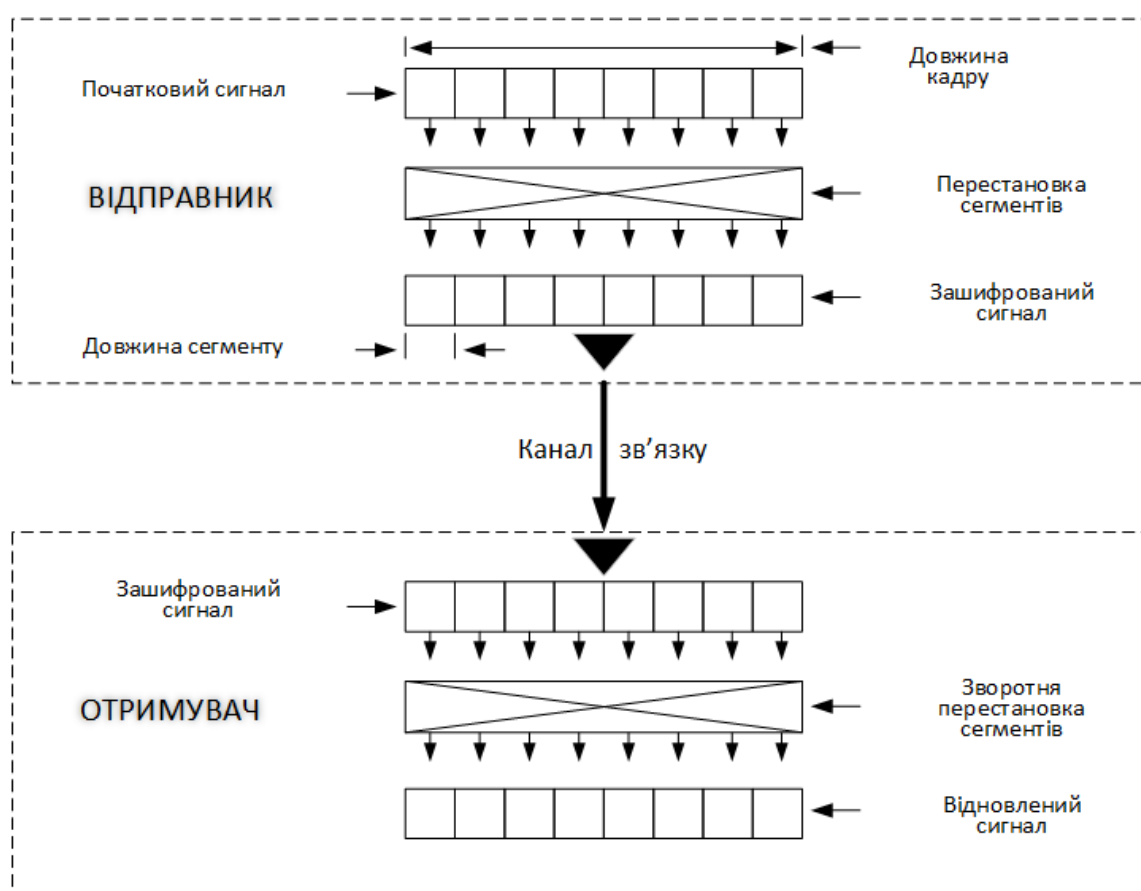 Довжина
кадру
Початковий сигнал
ВІДПРАВНИК
Перестановка
сегментів
Зашифрований
сигнал
Довжина сегменту
Канал зв’язку
Зашифрований
сигнал
ОТРИМУВАЧ
Зворотня
перестановка
сегментів
Відновлений
сигнал